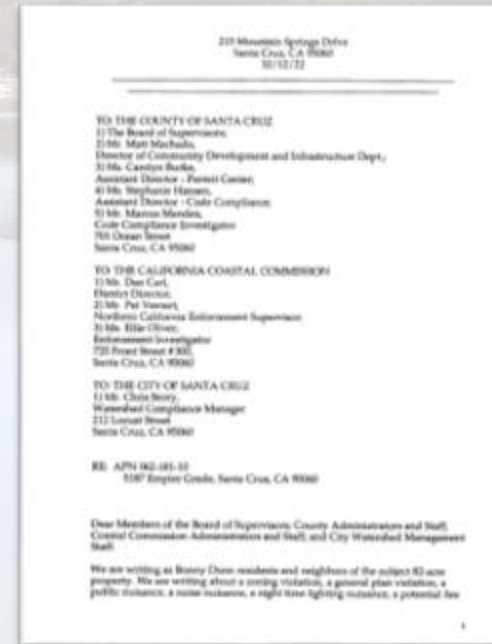 215 Mountain Springs Drive
Santa Cruz, CA 95060
10/12/22
TO: THE COUNTY OF SANTA CRUZ
1) The Board of Supervisors;
2) Mr. Matt Machado,
Director of Community Development and Infrastructure Dept.;
3) Ms. Carolyn Burke,
Assistant Director - Permit Center;
4) Ms. Stephanie Hansen,
Assistant Director - Code Compliance;
5) Mr. Marcus Mendez,
Code Compliance Investigator
701 Ocean Street
Santa Cruz, CA 95060
TO: THE CALIFORNIA COASTAL COMMISSION
1) Mr. Dan Carl,
District Director;
2) Mr. Pat Veesart,
Northern California Enforcement Supervisor;
3) Ms. Ellie Oliver,
Enforcement Investigator
725 Front Street # 300,
Santa Cruz, CA 95060
TO: THE CITY OF SANTA CRUZ
1) Mr. Chris Berry,
Watershed Compliance Manager
212 Locust Street
Santa Cruz, CA 95060
RE: APN 062-181-10
5187 Empire Grade, Santa Cruz, CA 95060
Dear Members of the Board of Supervisors; County Administrators and Staff;
Coastal Commission Administrators and Staff; and City Watershed Management
Staff:
We are writing as Bonny Doon residents and neighbors of the subject 82-acre
property. We are writing about a zoning violation, a general plan violation, a
public nuisance, a noise nuisance, a night time lighting nuisance, a potential fire
1